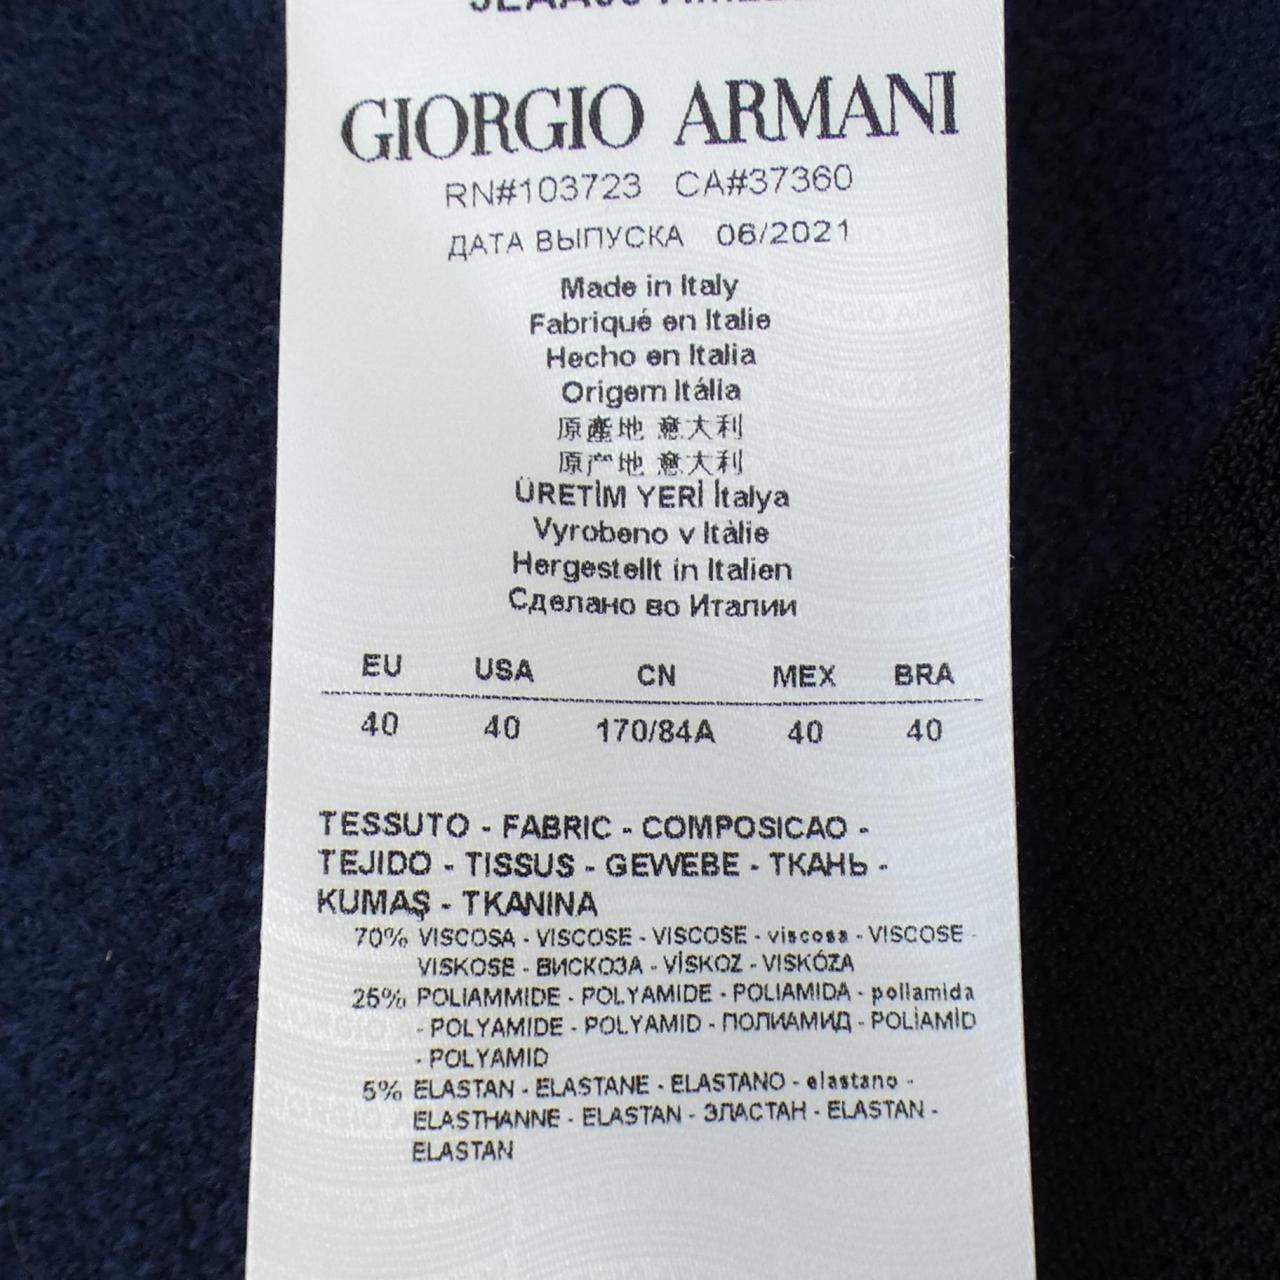 GIORGIO ARMANI
RN#103723 CA#37360
ДАТА ВЫПУСКА 06/2021
Made in Italy
Fabriqué en Italie
Hecho en Italia
Origem Itália
原產地 意大利
原产地 意大利
ÜRETİM YERİ İtalya
Vyrobeno v Itàlie
Hergestellt in Italien
Сделано во Италии
EU USA CN MEX BRA
40 40 170/84A 40 40
TESSUTO - FABRIC - COMPOSICAO -
TEJIDO - TISSUS - GEWEBE - ТКАНЬ -
KUMAŞ - TKANINA
70% VISCOSA - VISCOSE - VISCOSE - viscosa - VISCOSE -
VISKOSE - ВИСКОЗА - VİSKOZ - VISKÓZA
25% POLIAMMIDE - POLYAMIDE - POLIAMIDA - poliamida
- POLYAMIDE - POLYAMID - ПОЛИАМИД - POLİAMİD
- POLYAMID
5% ELASTAN - ELASTANE - ELASTANO - elastano -
ELASTHANNE - ELASTAN - ЭЛАСТАН - ELASTAN -
ELASTAN